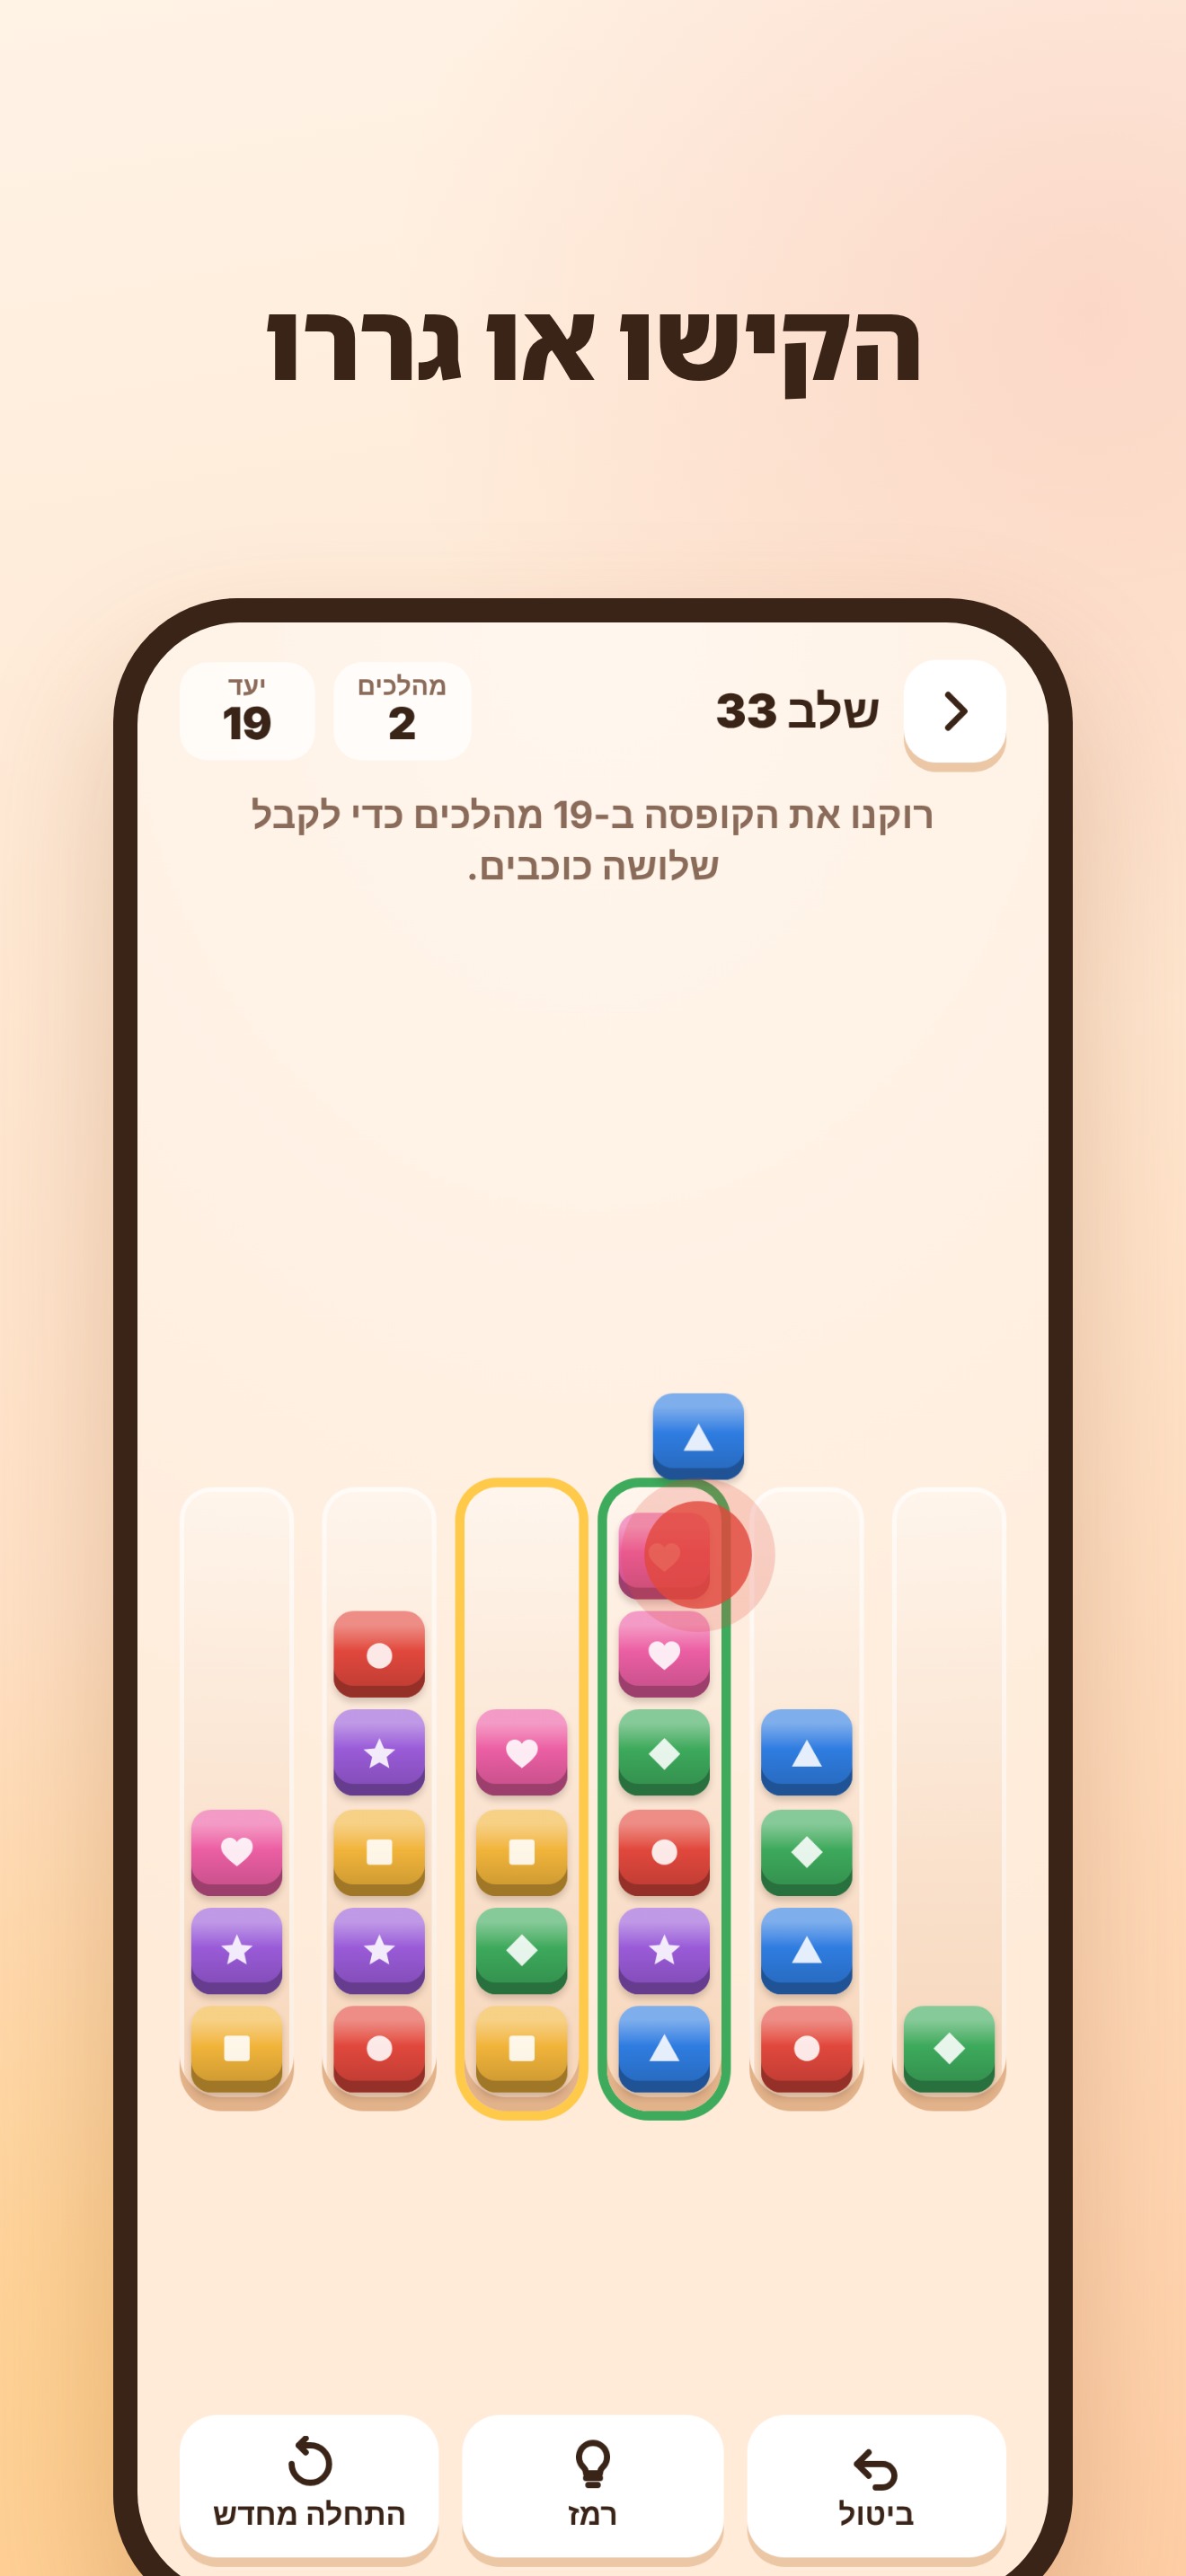 הקישו או גררו
שלב 33
מהלכים
2
יעד
19
רוקנו את הקופסה ב-19 מהלכים כדי לקבל
שלושה כוכבים.
ביטול
רמז
התחלה מחדש